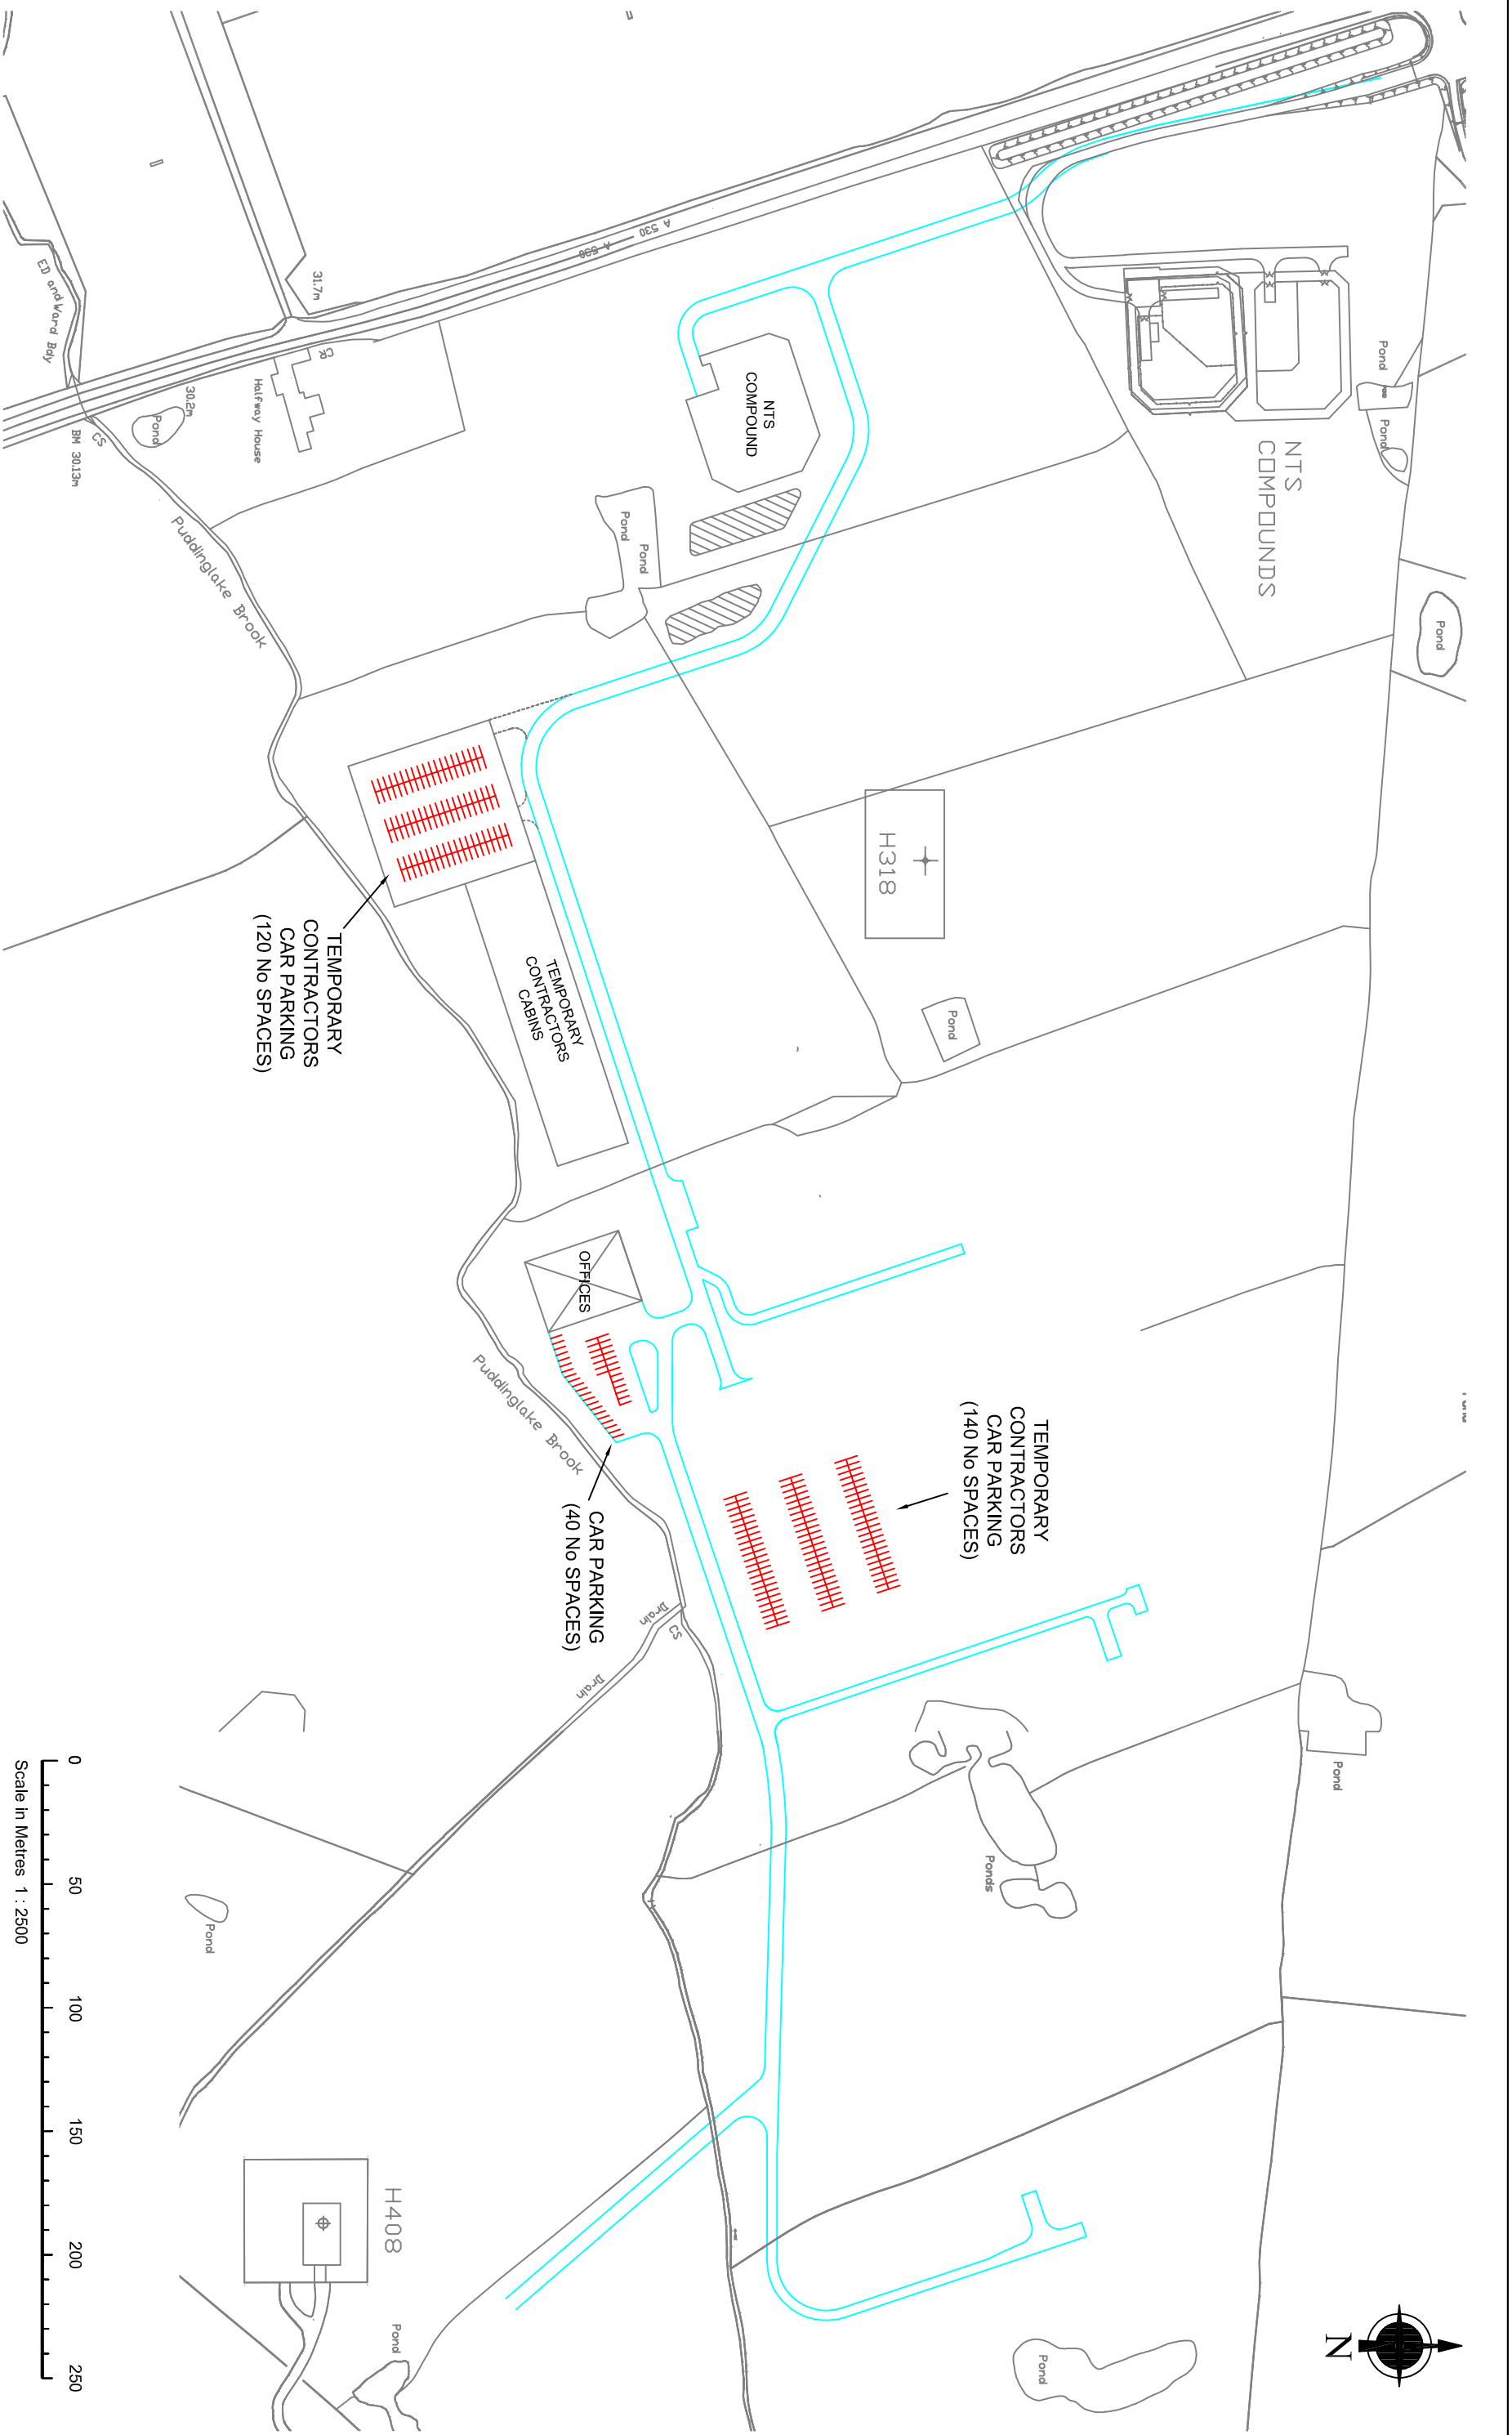 A 530
A 530
31.7m
ED and Ward Bdy
CR
Halfway House
30.2m
Pond
CS
BM 30.13m
Puddinglake Brook
NTS
COMPOUND
Pond
Pond
NTS
COMPOUNDS
Pond
Pond
Pond
H318
Pond
TEMPORARY
CONTRACTORS
CAR PARKING
(120 No SPACES)
TEMPORARY
CONTRACTORS
CABINS
OFFICES
Puddinglake Brook
TEMPORARY
CONTRACTORS
CAR PARKING
(140 No SPACES)
CAR PARKING
(40 No SPACES)
Drain
CS
Drain
Pond
Ponds
Pond
H408
Pond
Pond
N
0 50 100 150 200 250
Scale in Metres 1 : 2500